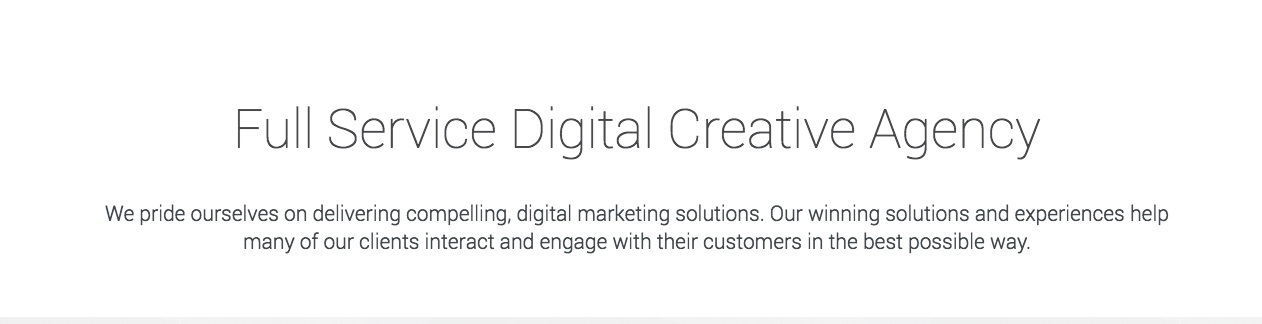 Full Service Digital Creative Agency
We pride ourselves on delivering compelling, digital marketing solutions. Our winning solutions and experiences help
many of our clients interact and engage with their customers in the best possible way.